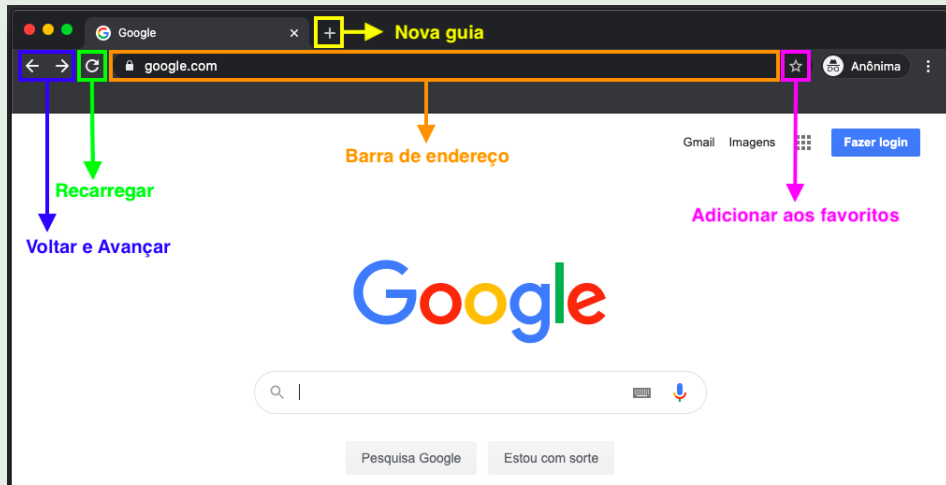 Google
Nova guia
google.com
Anônima
Gmail Imagens
Fazer login
Barra de endereço
Recarregar
Adicionar aos favoritos
Voltar e Avançar
Google
Pesquisa Google
Estou com sorte